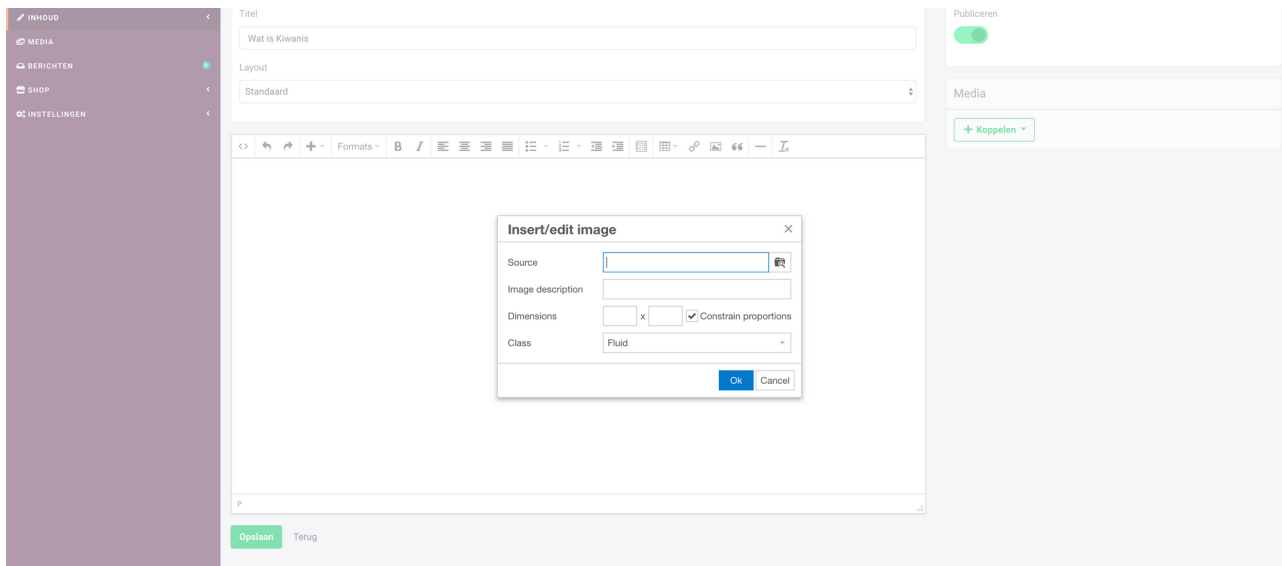 INHOUD
MEDIA
BERICHTEN
SHOP
INSTELLINGEN
Titel
Wat is Kiwanis
Layout
Standaard
Formats
Insert/edit image
Source
Image description
Dimensions x Constrain proportions
Class Fluid
Ok Cancel
P
Opslaan Terug
Publiceren
Media
+ Koppelen